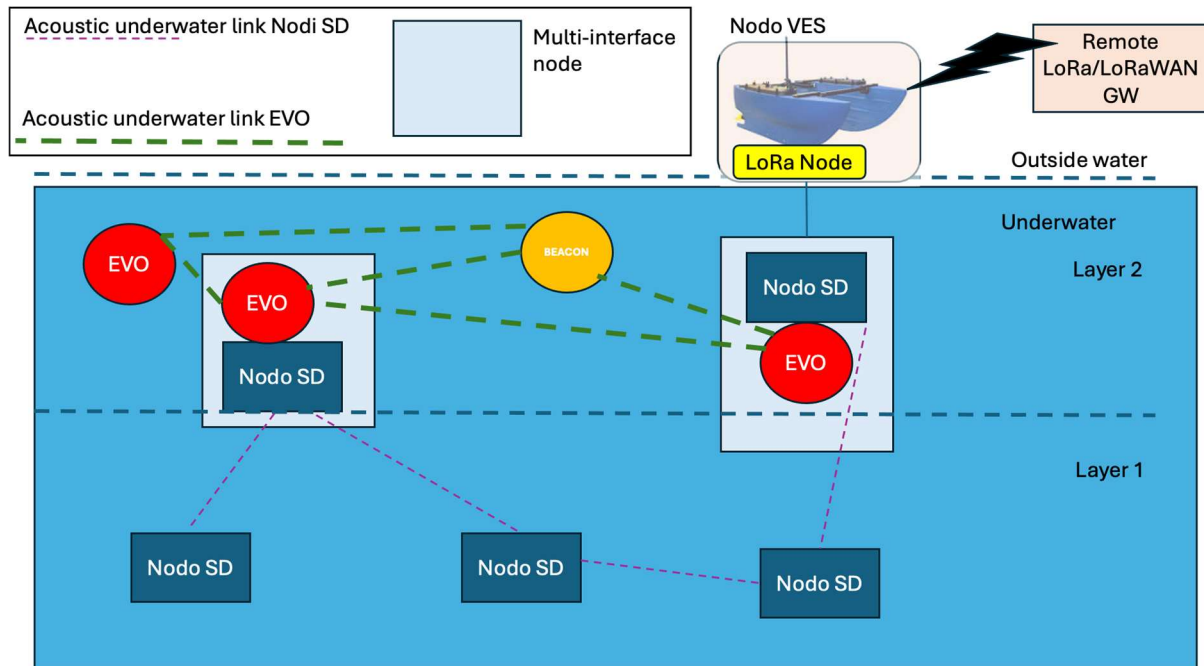 Acoustic underwater link Nodi SD
Multi-interface
node
Acoustic underwater link EVO
Nodo VES
Remote
LoRa/LoRaWAN
GW
LoRa Node
Outside water
Underwater
Layer 2
EVO
EVO
Nodo SD
BEACON
Nodo SD
EVO
Layer 1
Nodo SD
Nodo SD
Nodo SD